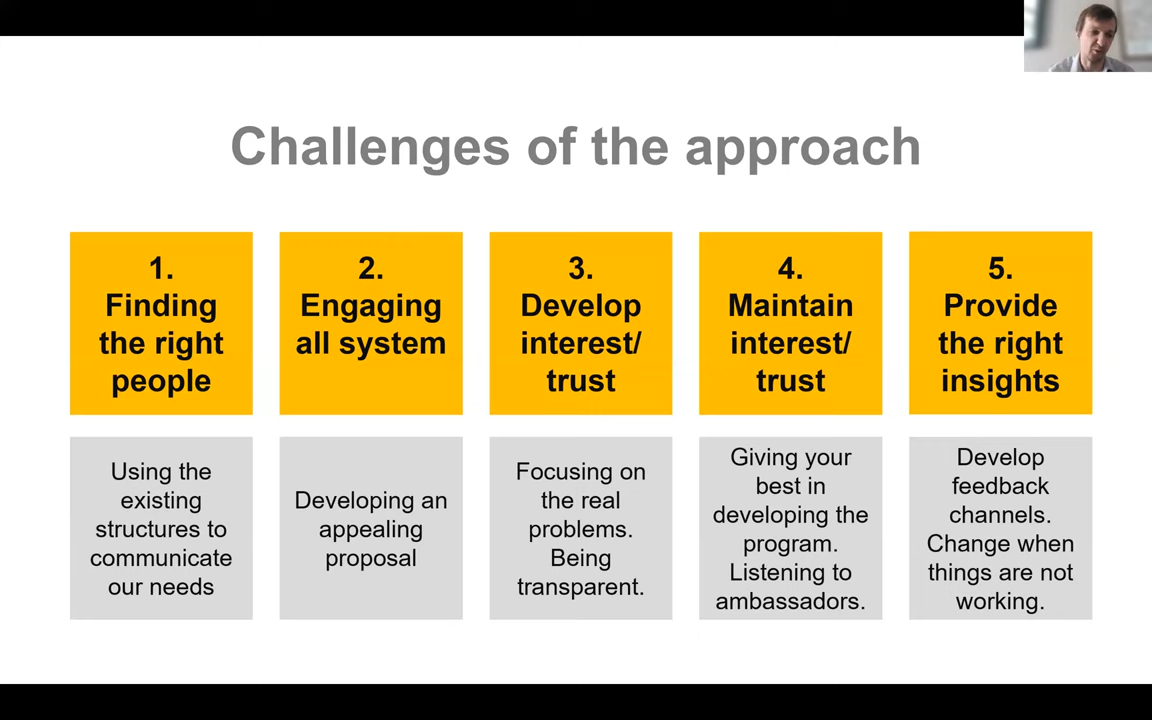 Challenges of the approach
1.
Finding
the right
people
2.
Engaging
all system
3.
Develop
interest/
trust
4.
Maintain
interest/
trust
5.
Provide
the right
insights
Using the
existing
structures to
communicate
our needs
Developing an
appealing
proposal
Focusing on
the real
problems.
Being
transparent.
Giving your
best in
developing the
program.
Listening to
ambassadors.
Develop
feedback
channels.
Change when
things are not
working.